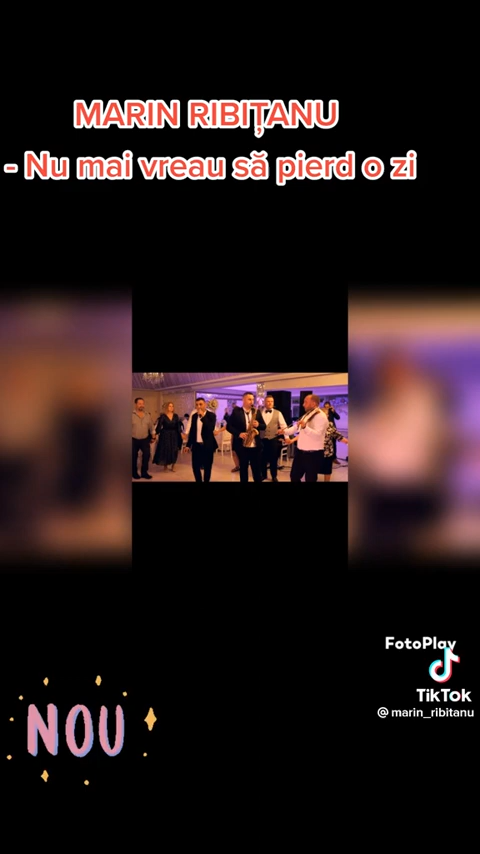 MARIN RIBIȚANU
- Nu mai vreau să pierd o zi
FotoPlay
TikTok
@ marin_ribitanu
NOU